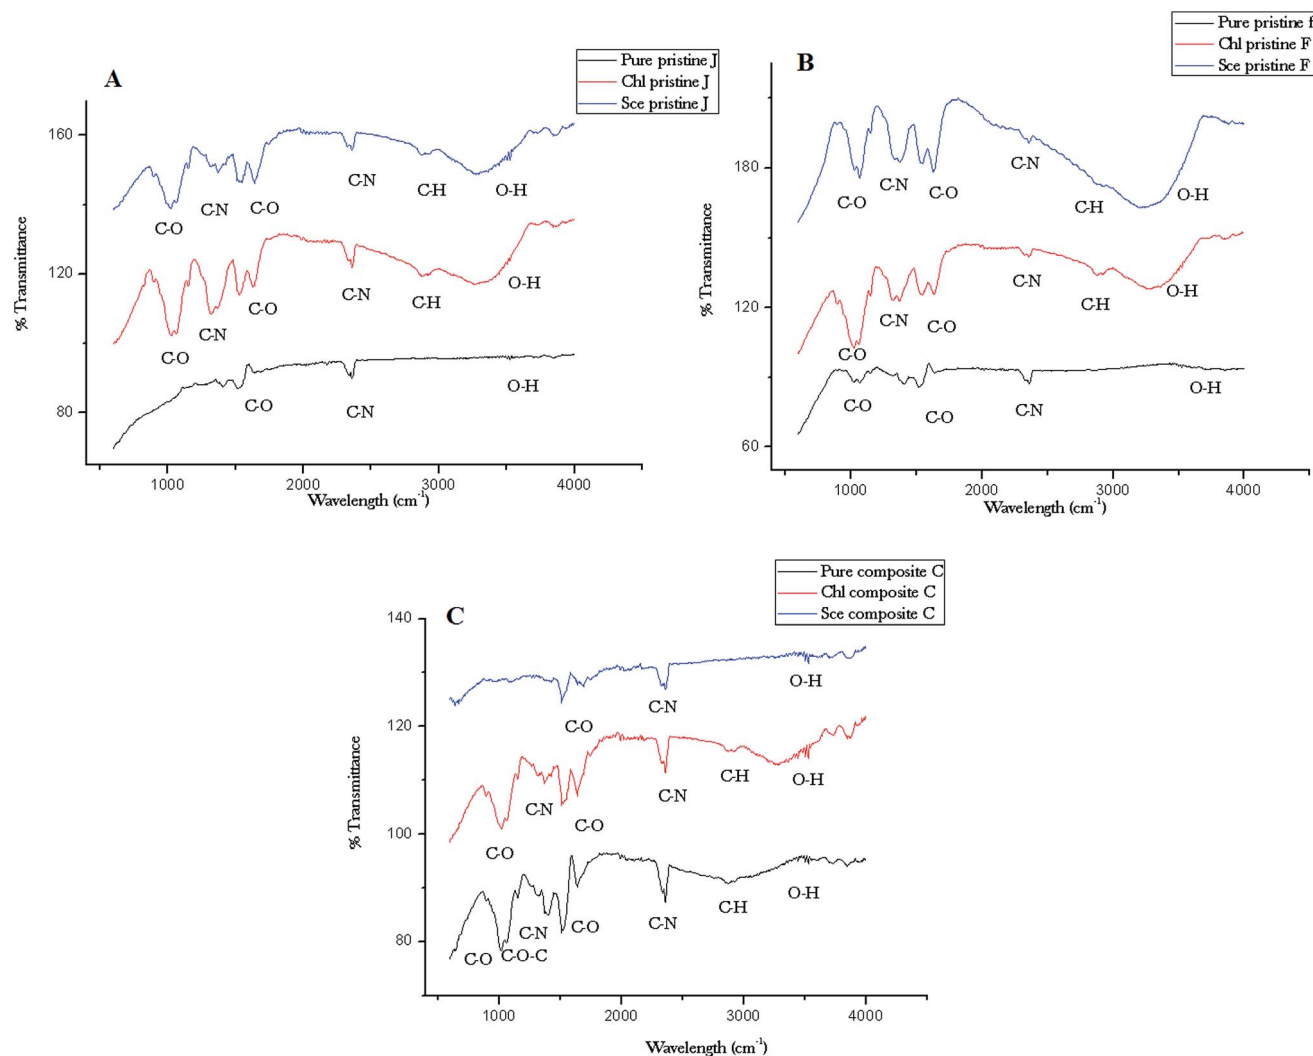 A
Pure pristine J
Chl pristine J
Sce pristine J
160
120
80
% Transmittance
C-O
C-N
C-O
C-N
C-H
O-H
C-O
C-N
C-O
C-N
C-H
O-H
C-O
C-N
O-H
1000
2000
3000
4000
Wavelength (cm-1)
B
Pure pristine f
Chl pristine F
Sce pristine F
180
120
60
% Transmittance
C-O
C-N
C-O
C-N
C-H
O-H
C-O
C-N
C-O
C-N
C-H
O-H
C-O
C-O
C-N
O-H
1000
2000
3000
4000
Wavelength (cm-1)
C
Pure composite C
Chl composite C
Sce composite C
140
120
100
80
% Transmittance
C-O
C-N
O-H
C-O
C-N
C-O
C-N
C-H
O-H
C-O
C-O-C
C-N
C-O
C-N
C-H
O-H
1000
2000
3000
4000
Wavelength (cm-1)